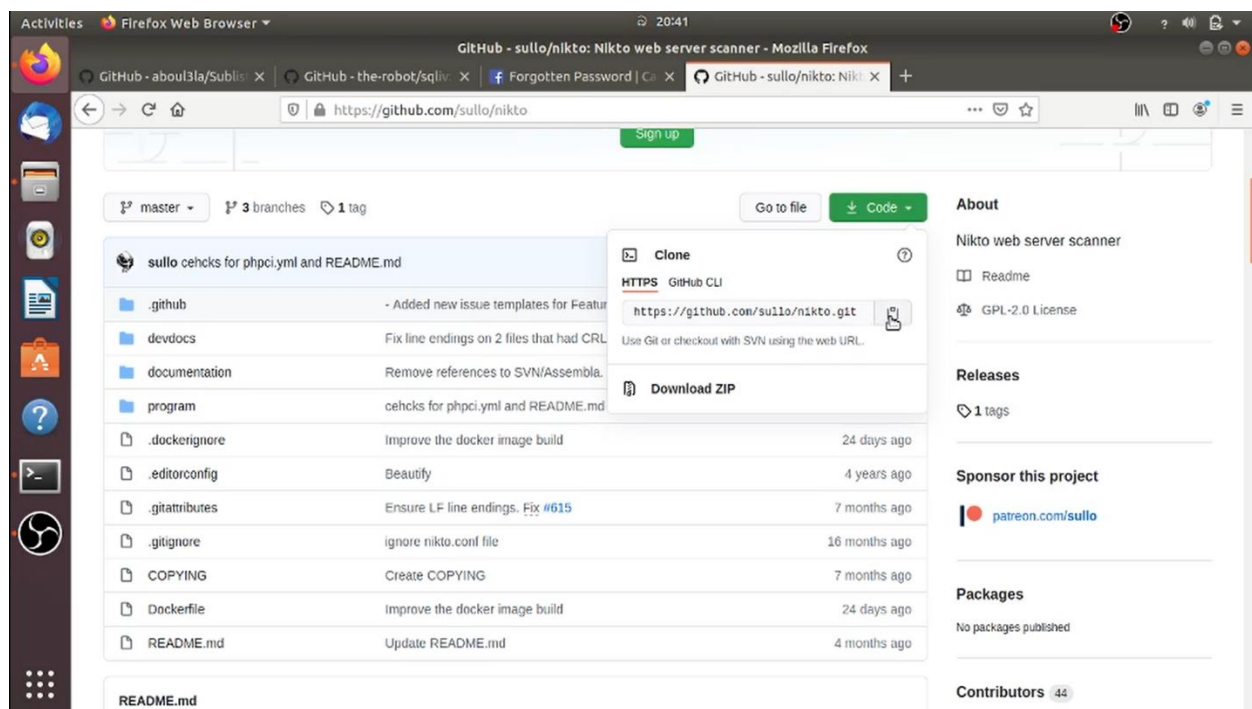 Activities Firefox Web Browser 20:41
GitHub - sullo/nikto: Nikto web server scanner - Mozilla Firefox
GitHub - aboul3la/Sublis GitHub - the-robot/sqliv: Forgotten Password | Ca GitHub - sullo/nikto: Nikt
https://github.com/sullo/nikto
Sign up
master 3 branches 1 tag Go to file Code
sullo cehcks for phpci.yml and README.md
.github - Added new issue templates for Featur
devdocs Fix line endings on 2 files that had CRL
documentation Remove references to SVN/Assembla.
program cehcks for phpci.yml and README.md
.dockerignore Improve the docker image build 24 days ago
.editorconfig Beautify 4 years ago
.gitattributes Ensure LF line endings. Fix #615 7 months ago
.gitignore ignore nikto.conf file 16 months ago
COPYING Create COPYING 7 months ago
Dockerfile Improve the docker image build 24 days ago
README.md Update README.md 4 months ago
README.md
Clone
HTTPS GitHub CLI
https://github.com/sullo/nikto.git
Use Git or checkout with SVN using the web URL.
Download ZIP
About
Nikto web server scanner
Readme
GPL-2.0 License
Releases
1 tags
Sponsor this project
patreon.com/sullo
Packages
No packages published
Contributors 44